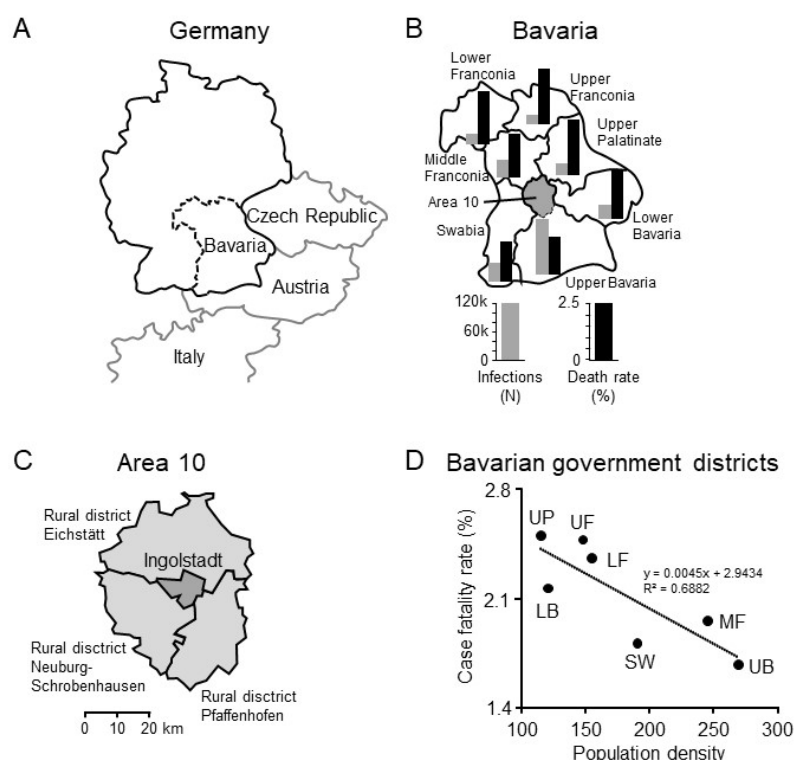 A
Germany
Czech Republic
Bavaria
Austria
Italy
B
Bavaria
Lower
Franconia
Upper
Franconia
Upper
Palatinate
Middle
Franconia
Area 10
Swabia
Lower
Bavaria
Upper Bavaria
120k
60k
0
Infections
(N)
2.5
0
Death rate
(%)
C
Area 10
Rural district
Eichstätt
Ingolstadt
Rural disctrict
Neuburg-
Schrobenhausen
Rural disctrict
Pfaffenhofen
0 10 20 km
D
Bavarian government districts
Case fatality rate (%)
2.8
2.1
1.4
UP
UF
LF
LB
y = 0.0045x + 2.9434
R² = 0.6882
MF
SW
UB
100 150 200 250 300
Population density